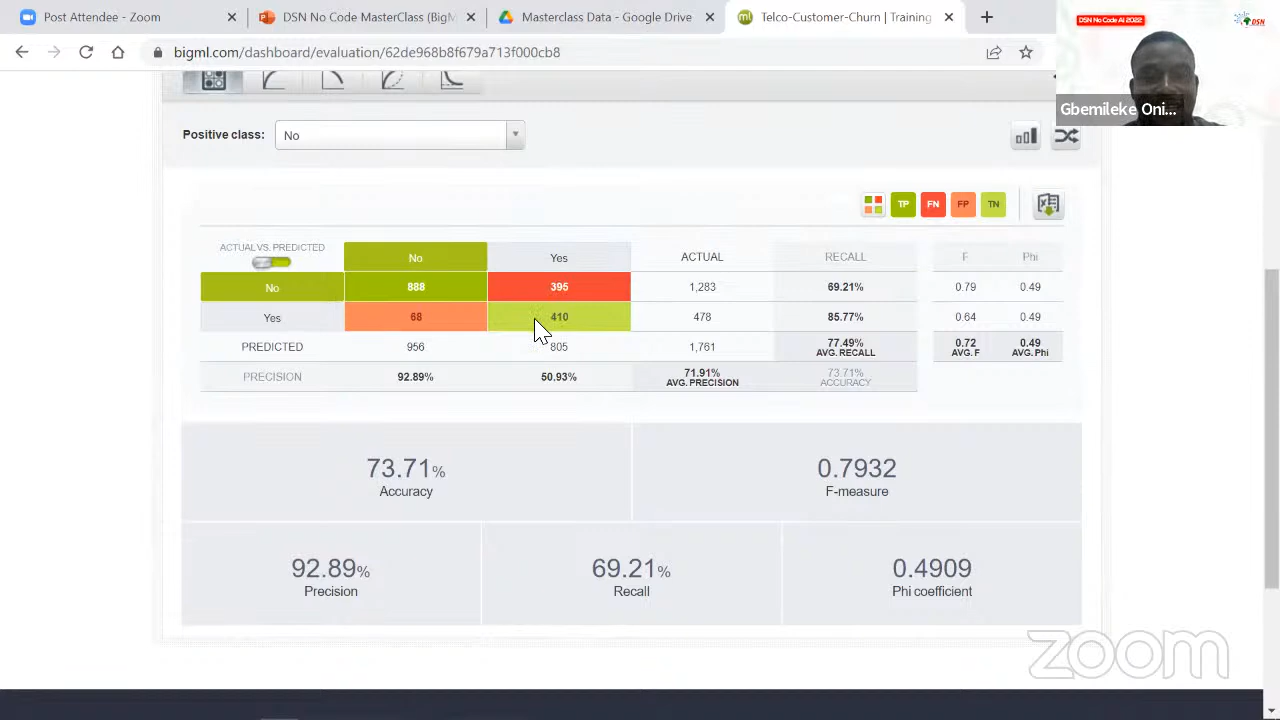 Post Attendee - Zoom
DSN No Code Masterclass BigML
Masterclass Data - Google Drive
Telco-Customer-Churn | Training
DSN No Code AI 2022
DSN
bigml.com/dashboard/evaluation/62de968b8f679a713f000cb8
Gbemileke Oni...
Positive class: No
TP FN FP TN
ACTUAL VS. PREDICTED No Yes ACTUAL RECALL F Phi
No 888 395 1,283 69.21% 0.79 0.49
Yes 68 410 478 85.77% 0.64 0.49
PREDICTED 956 805 1,761 77.49% AVG. RECALL 0.72 AVG. F 0.49 AVG. Phi
PRECISION 92.89% 50.93% 71.91% AVG. PRECISION 73.71% ACCURACY
73.71%
Accuracy
0.7932
F-measure
92.89%
Precision
69.21%
Recall
0.4909
Phi coefficient
zoom